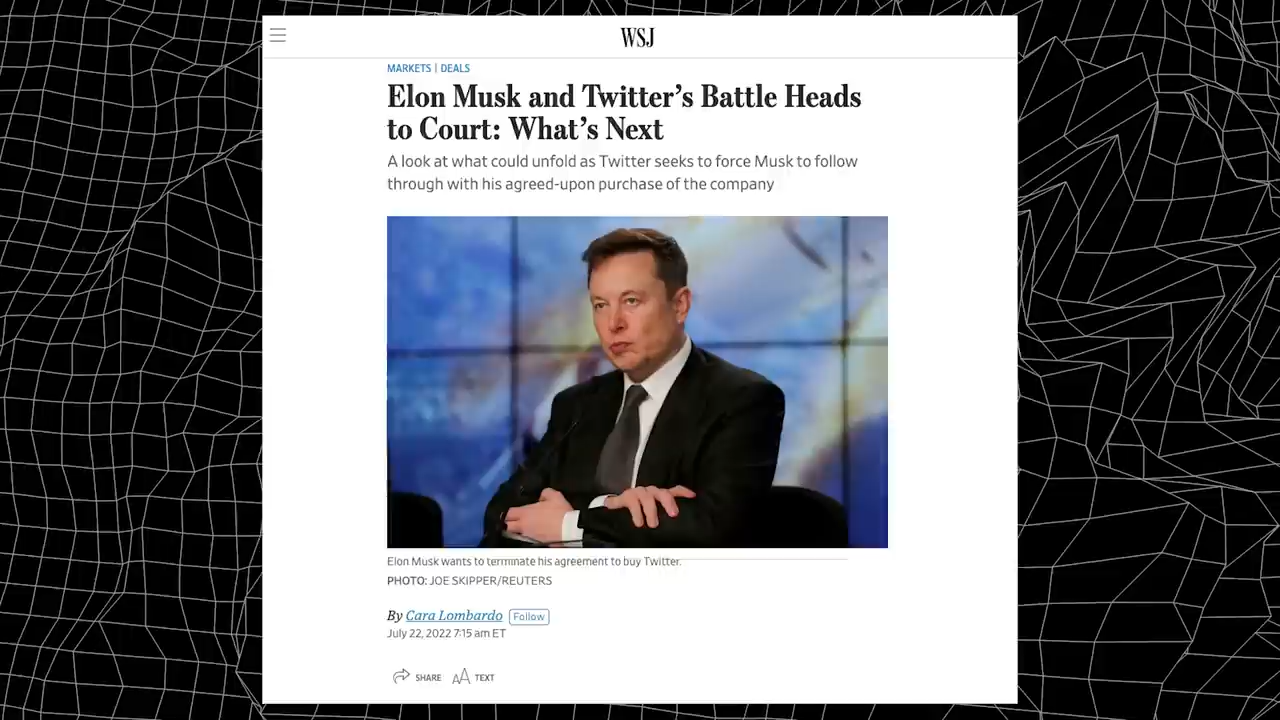 WSJ
MARKETS | DEALS
Elon Musk and Twitter’s Battle Heads
to Court: What’s Next
A look at what could unfold as Twitter seeks to force Musk to follow
through with his agreed-upon purchase of the company
Elon Musk wants to terminate his agreement to buy Twitter.
PHOTO: JOE SKIPPER/REUTERS
By Cara Lombardo Follow
July 22, 2022 7:15 am ET
SHARE AA TEXT